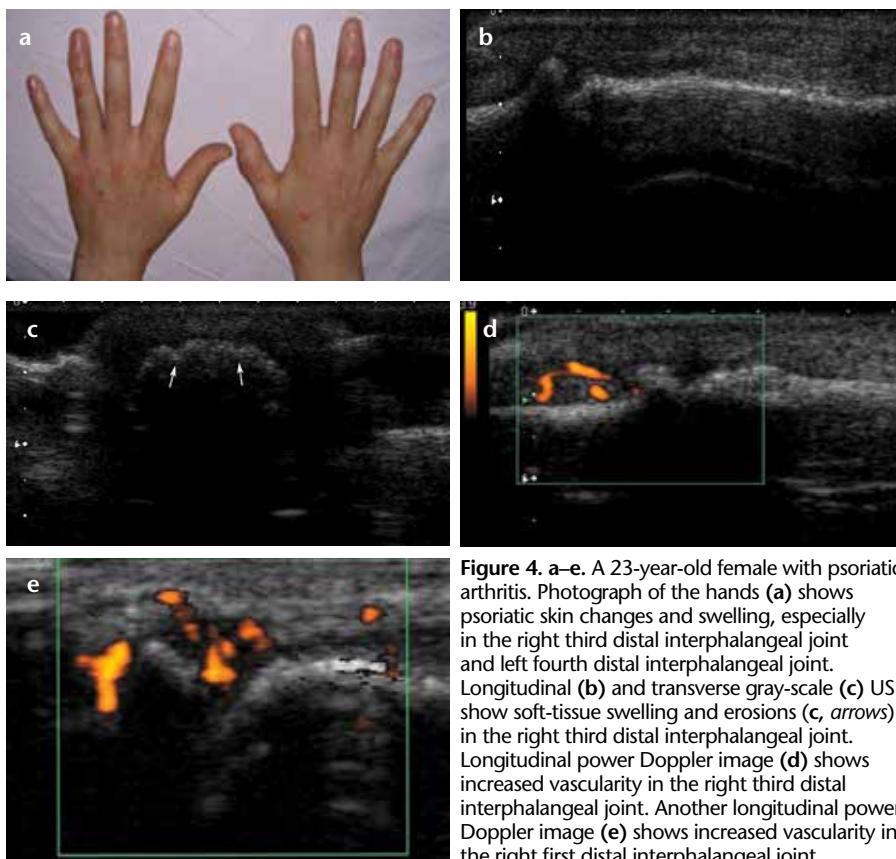 a
b
c
d
e
Figure 4. a–e. A 23-year-old female with psoriatic
arthritis. Photograph of the hands (a) shows
psoriatic skin changes and swelling, especially
in the right third distal interphalangeal joint
and left fourth distal interphalangeal joint.
Longitudinal (b) and transverse gray-scale (c) US
show soft-tissue swelling and erosions (c, arrows)
in the right third distal interphalangeal joint.
Longitudinal power Doppler image (d) shows
increased vascularity in the right third distal
interphalangeal joint. Another longitudinal power
Doppler image (e) shows increased vascularity in
the right first distal interphalangeal joint.